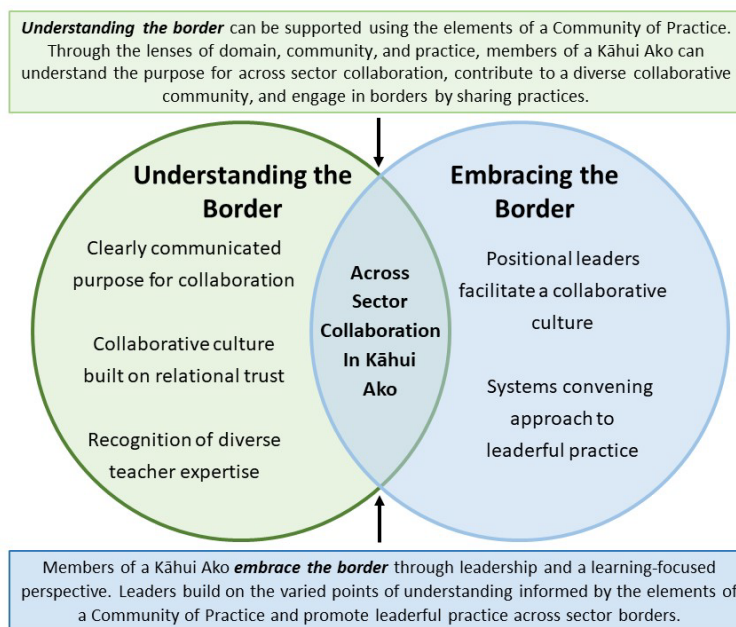 Understanding the border can be supported using the elements of a Community of Practice.
Through the lenses of domain, community, and practice, members of a Kāhui Ako can
understand the purpose for across sector collaboration, contribute to a diverse collaborative
community, and engage in borders by sharing practices.
Understanding the
Border
Clearly communicated
purpose for collaboration
Collaborative culture
built on relational trust
Recognition of diverse
teacher expertise
Across
Sector
Collaboration
In Kāhui
Ako
Embracing the
Border
Positional leaders
facilitate a collaborative
culture
Systems convening
approach to
leaderful practice
Members of a Kāhui Ako embrace the border through leadership and a learning-focused
perspective. Leaders build on the varied points of understanding informed by the elements of
a Community of Practice and promote leaderful practice across sector borders.